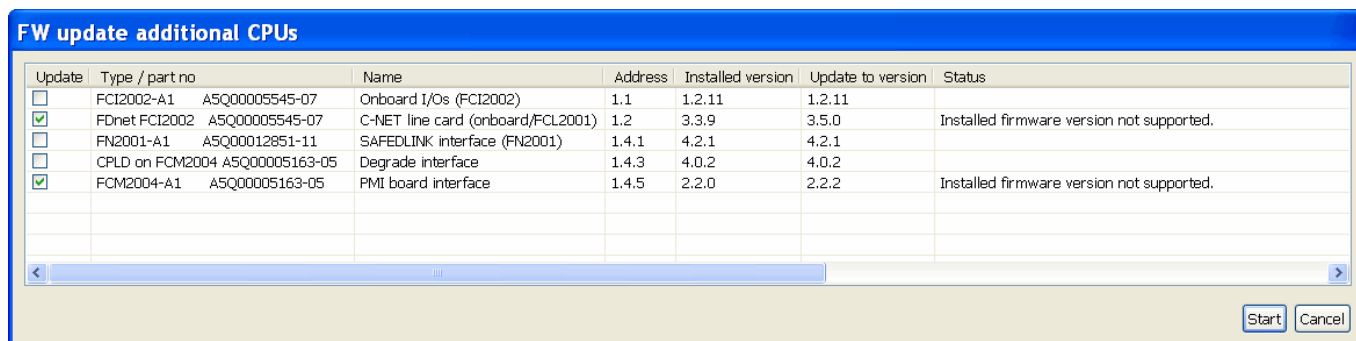 FW update additional CPUs
Update Type / part no Name Address Installed version Update to version Status
FCI2002-A1 A5Q00005545-07 Onboard I/Os (FCI2002) 1.1 1.2.11 1.2.11
FDnet FCI2002 A5Q00005545-07 C-NET line card (onboard/FCL2001) 1.2 3.3.9 3.5.0 Installed firmware version not supported.
FN2001-A1 A5Q00012851-11 SAFEDLINK interface (FN2001) 1.4.1 4.2.1 4.2.1
CPLD on FCM2004 A5Q00005163-05 Degrade interface 1.4.3 4.0.2 4.0.2
FCM2004-A1 A5Q00005163-05 PMI board interface 1.4.5 2.2.0 2.2.2 Installed firmware version not supported.
Start Cancel